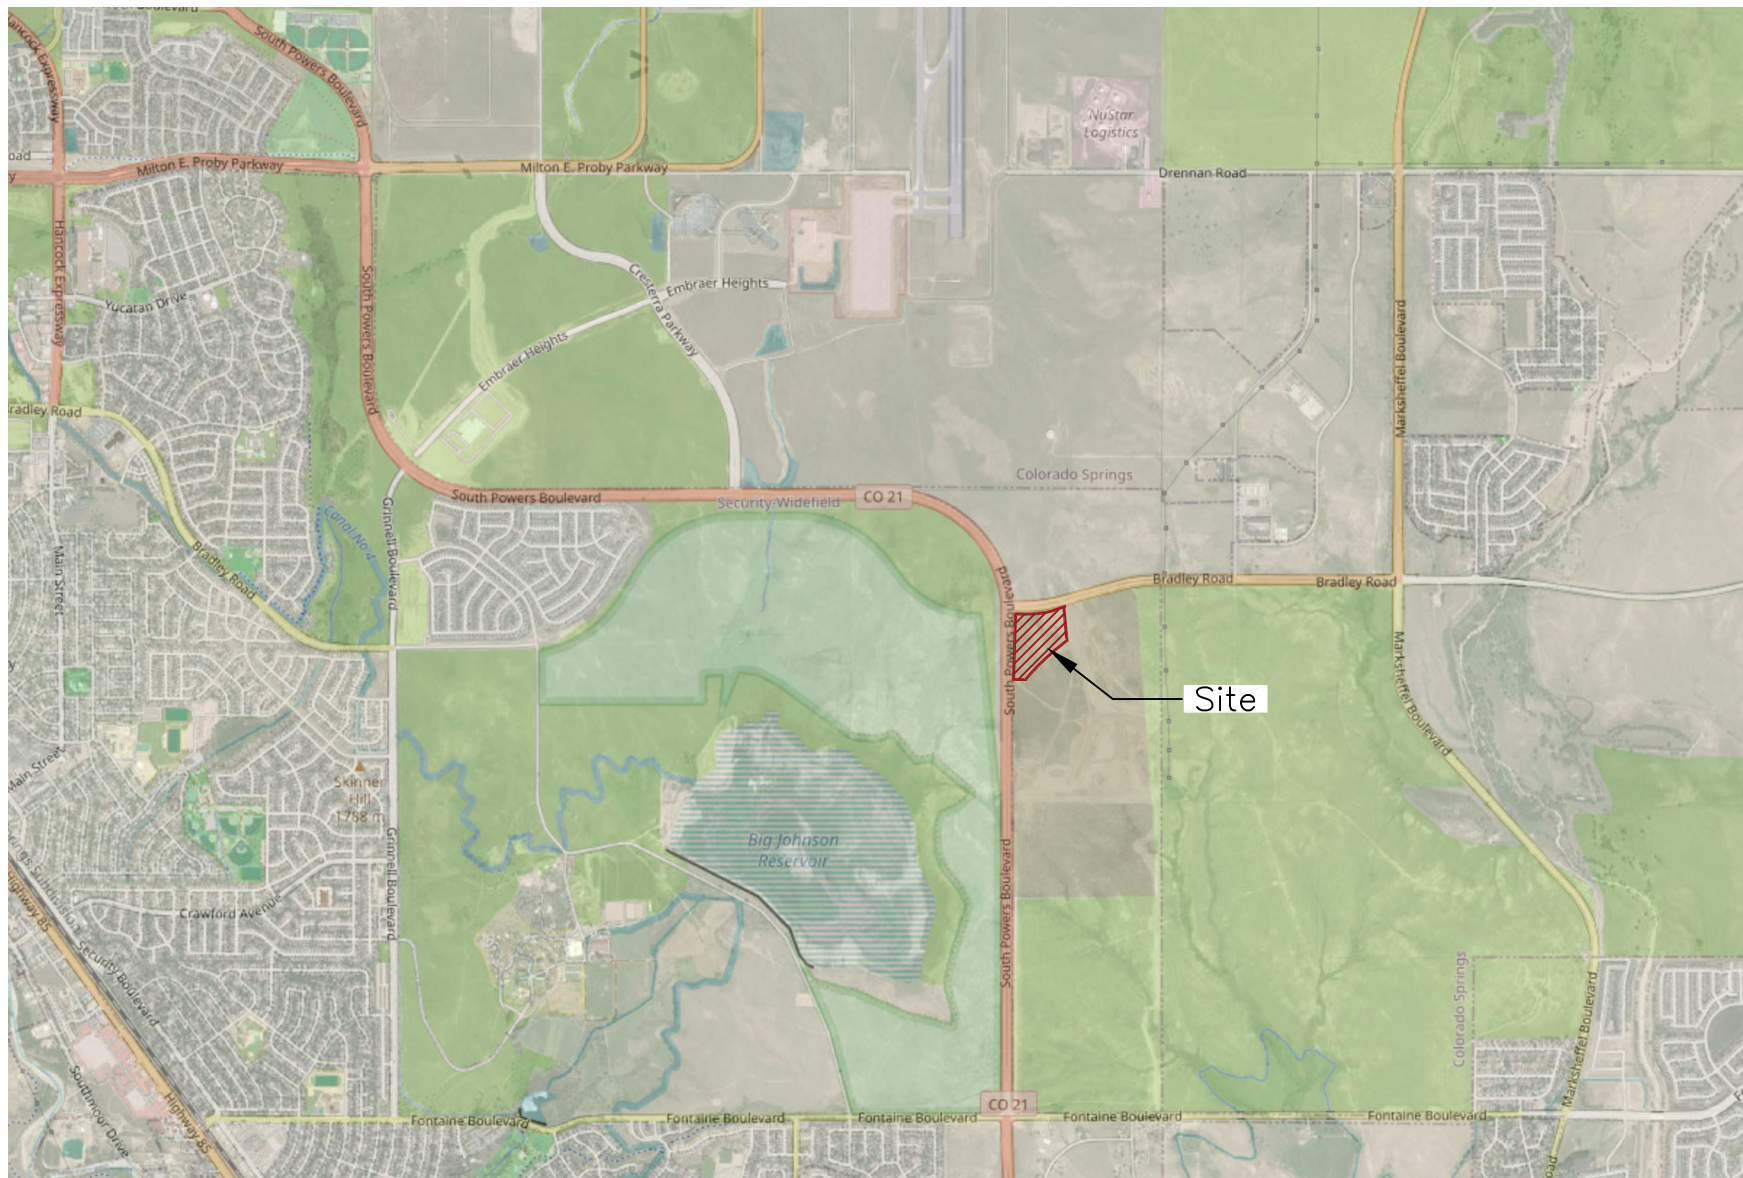 South Powers Boulevard
Hancock Expressway
NuStar
Logistics
Milton E. Proby Parkway
Milton E. Proby Parkway
Drennan Road
Hancock Expressway
South Powers Boulevard
Cresterra Parkway
Embraer Heights
Yucatan Drive
Embraer Heights
Marksheffel Boulevard
Bradley Road
Colorado Springs
South Powers Boulevard
Security-Widefield
CO 21
Grinnell Boulevard
Canal No 4
Main Street
Bradley Road
South Powers Boulevard
Bradley Road
Bradley Road
Marksheffel Boulevard
Site
Main Street
Skinner
Hill
1788 m
Big Johnson
Reservoir
Grinnell Boulevard
South Powers Boulevard
Crawford Avenue
Highway 85
Security Boulevard
Colorado Springs
Marksheffel Boulevard
Southmoor Drive
Highway 85
CO 21
Fontaine Boulevard
Fontaine Boulevard
Fontaine Boulevard
Fontaine Boulevard
Fontaine Boulevard